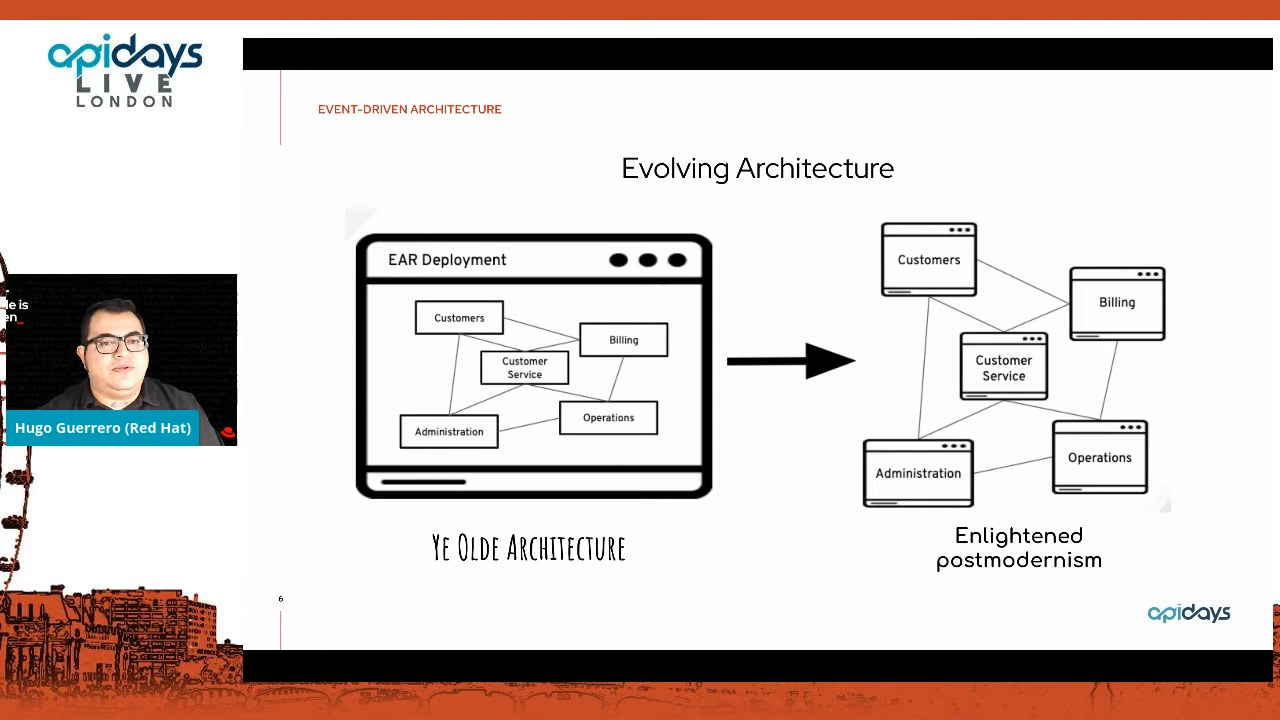 apidays
LIVE
LONDON
EVENT-DRIVEN ARCHITECTURE
Evolving Architecture
EAR Deployment
Customers
Billing
Customer
Service
Administration
Operations
Customers
Billing
Customer
Service
Administration
Operations
Ye Olde Architecture
Enlightened
postmodernism
6
apidays
Hugo Guerrero (Red Hat)